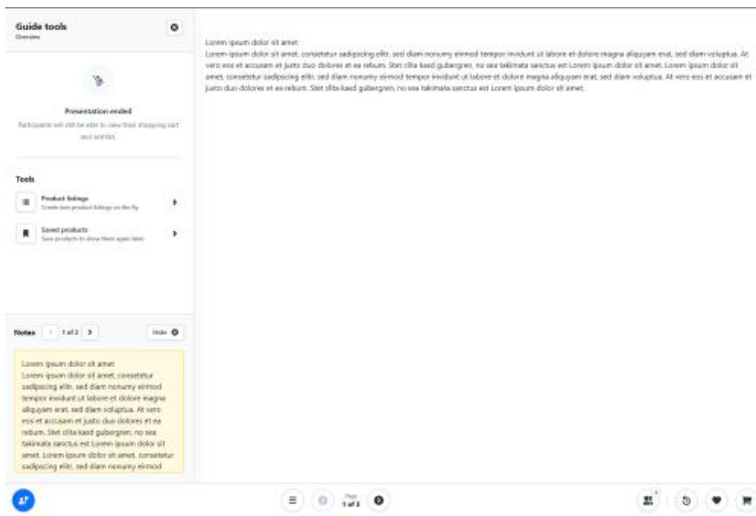 Guide tools
Overview
Presentation ended
Participants will still be able to view their shopping cart
and wishlist.
Tools
Product listings
Create new product listings on the fly
Saved products
Save products to show them again later
Notes
1 of 2
Hide
Lorem ipsum dolor sit amet
Lorem ipsum dolor sit amet, consetetur
sadipscing elitr, sed diam nonumy eirmod
tempor invidunt ut labore et dolore magna
aliquyam erat, sed diam voluptua. At vero
eos et accusam et justo duo dolores et ea
rebum. Stet clita kasd gubergren, no sea
takimata sanctus est Lorem ipsum dolor sit
amet. Lorem ipsum dolor sit amet, consetetur
sadipscing elitr, sed diam nonumy eirmod
Lorem ipsum dolor sit amet
Lorem ipsum dolor sit amet, consetetur sadipscing elitr, sed diam nonumy eirmod tempor invidunt ut labore et dolore magna aliquyam erat, sed diam voluptua. At
vero eos et accusam et justo duo dolores et ea rebum. Stet clita kasd gubergren, no sea takimata sanctus est Lorem ipsum dolor sit amet. Lorem ipsum dolor sit
amet, consetetur sadipscing elitr, sed diam nonumy eirmod tempor invidunt ut labore et dolore magna aliquyam erat, sed diam voluptua. At vero eos et accusam et
justo duo dolores et ea rebum. Stet clita kasd gubergren, no sea takimata sanctus est Lorem ipsum dolor sit amet.
Page
1 of 3